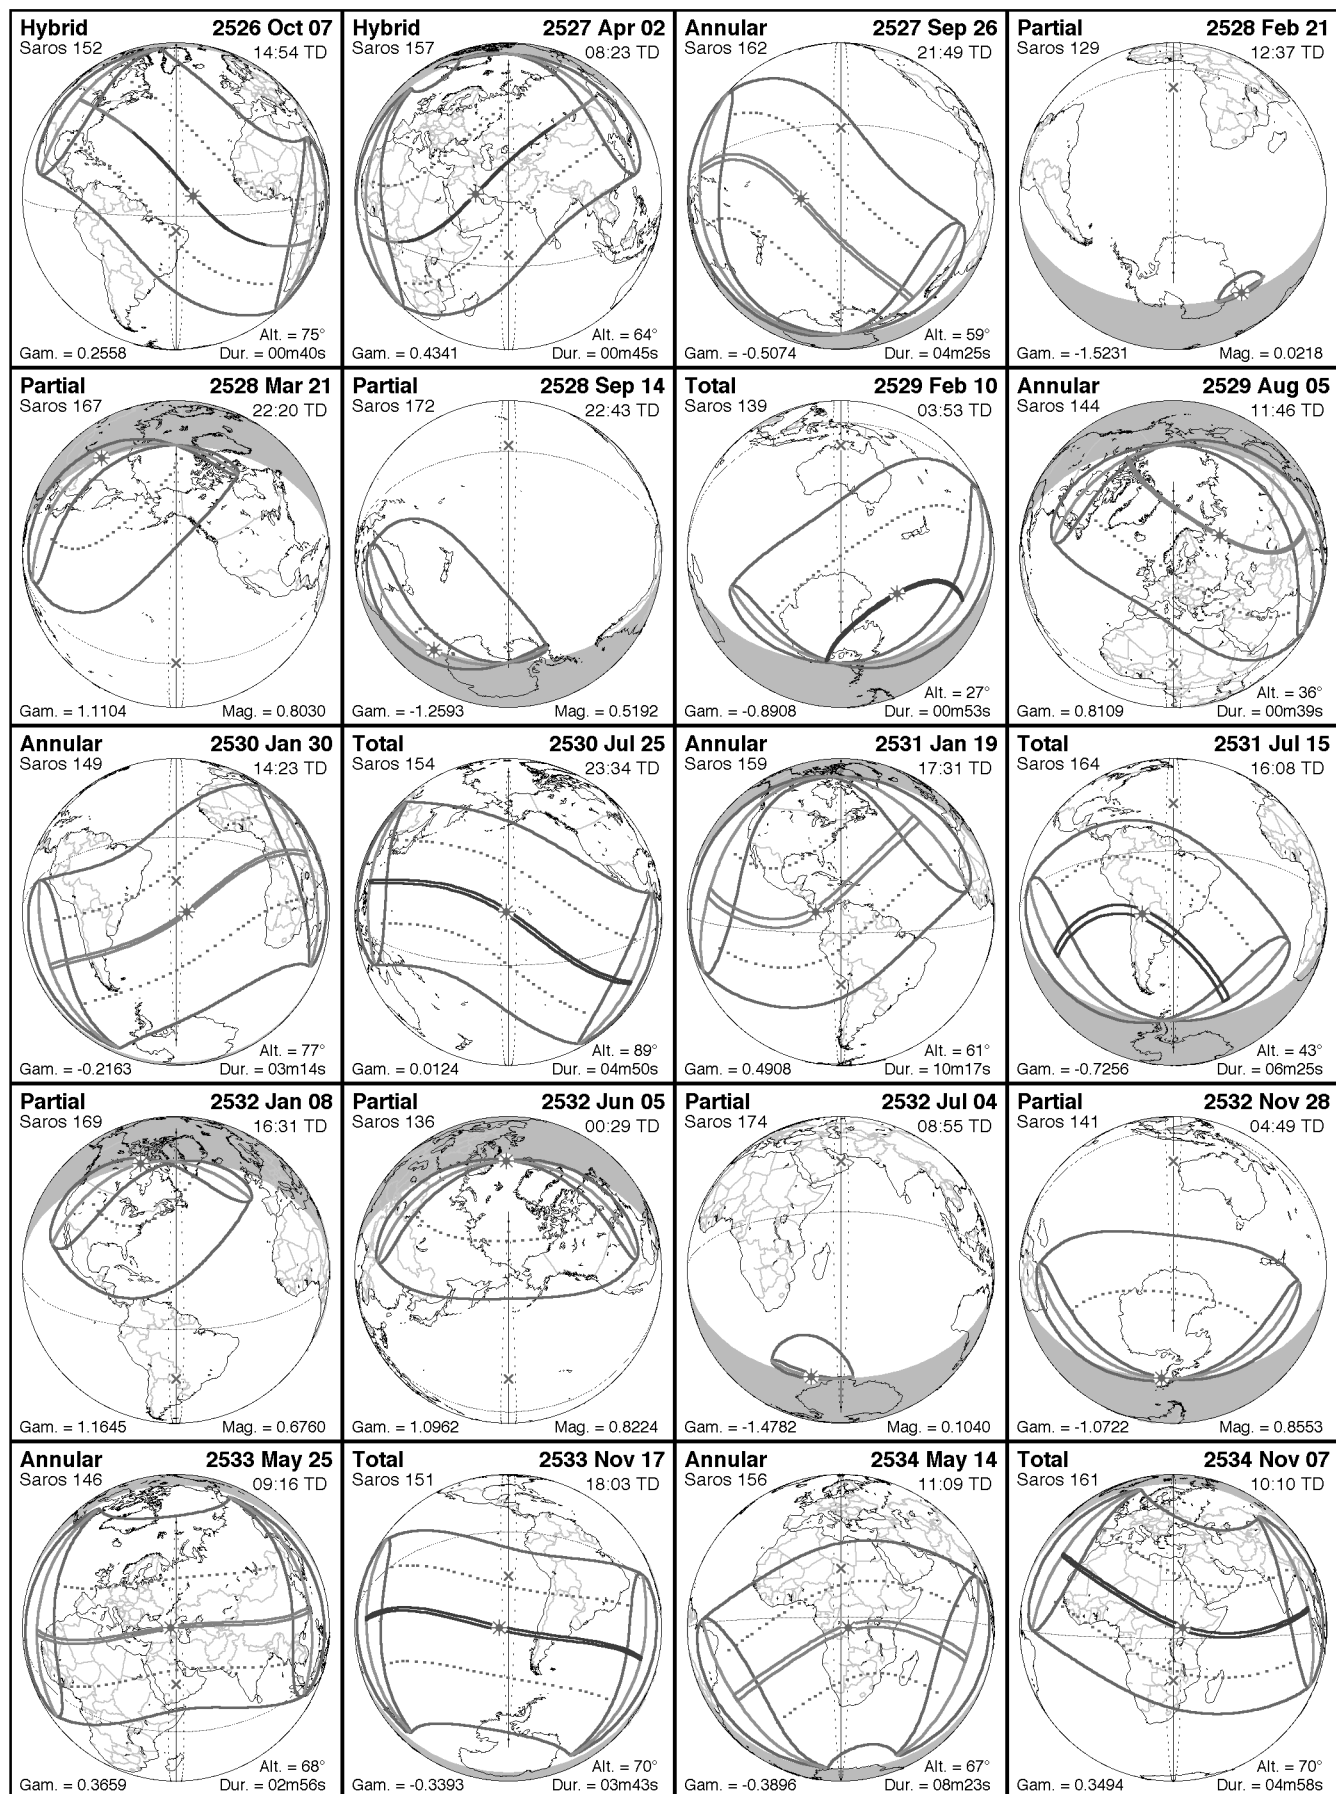 Hybrid 2526 Oct 07
Saros 152 14:54 TD
Alt. = 75°
Gam. = 0.2558 Dur. = 00m40s
Hybrid 2527 Apr 02
Saros 157 08:23 TD
Alt. = 64°
Gam. = 0.4341 Dur. = 00m45s
Annular 2527 Sep 26
Saros 162 21:49 TD
Alt. = 59°
Gam. = -0.5074 Dur. = 04m25s
Partial 2528 Feb 21
Saros 129 12:37 TD
Gam. = -1.5231 Mag. = 0.0218
Partial 2528 Mar 21
Saros 167 22:20 TD
Gam. = 1.1104 Mag. = 0.8030
Partial 2528 Sep 14
Saros 172 22:43 TD
Gam. = -1.2593 Mag. = 0.5192
Total 2529 Feb 10
Saros 139 03:53 TD
Alt. = 27°
Gam. = -0.8908 Dur. = 00m53s
Annular 2529 Aug 05
Saros 144 11:46 TD
Alt. = 36°
Gam. = 0.8109 Dur. = 00m39s
Annular 2530 Jan 30
Saros 149 14:23 TD
Alt. = 77°
Gam. = -0.2163 Dur. = 03m14s
Total 2530 Jul 25
Saros 154 23:34 TD
Alt. = 89°
Gam. = 0.0124 Dur. = 04m50s
Annular 2531 Jan 19
Saros 159 17:31 TD
Alt. = 61°
Gam. = 0.4908 Dur. = 10m17s
Total 2531 Jul 15
Saros 164 16:08 TD
Alt. = 43°
Gam. = -0.7256 Dur. = 06m25s
Partial 2532 Jan 08
Saros 169 16:31 TD
Gam. = 1.1645 Mag. = 0.6760
Partial 2532 Jun 05
Saros 136 00:29 TD
Gam. = 1.0962 Mag. = 0.8224
Partial 2532 Jul 04
Saros 174 08:55 TD
Gam. = -1.4782 Mag. = 0.1040
Partial 2532 Nov 28
Saros 141 04:49 TD
Gam. = -1.0722 Mag. = 0.8553
Annular 2533 May 25
Saros 146 09:16 TD
Alt. = 68°
Gam. = 0.3659 Dur. = 02m56s
Total 2533 Nov 17
Saros 151 18:03 TD
Alt. = 70°
Gam. = -0.3393 Dur. = 03m43s
Annular 2534 May 14
Saros 156 11:09 TD
Alt. = 67°
Gam. = -0.3896 Dur. = 08m23s
Total 2534 Nov 07
Saros 161 10:10 TD
Alt. = 70°
Gam. = 0.3494 Dur. = 04m58s